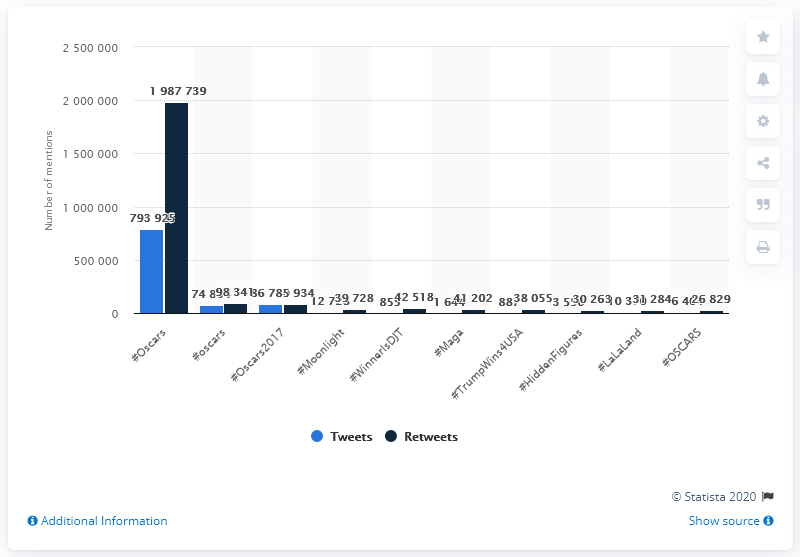 2 500 000
2 000 000
1 500 000
1 000 000
500 000
0
Number of mentions
1 987 739
793 925
98 341
39 728
42 518
41 202
38 055
30 263
31 284
26 829
#Oscars
#oscars
#Oscars2017
#Moonlight
#WinnerIsDJT
#Maga
#TrumpWins4USA
#HiddenFigures
#LaLaLand
#OSCARS
Tweets
Retweets
© Statista 2020
Additional Information
Show source